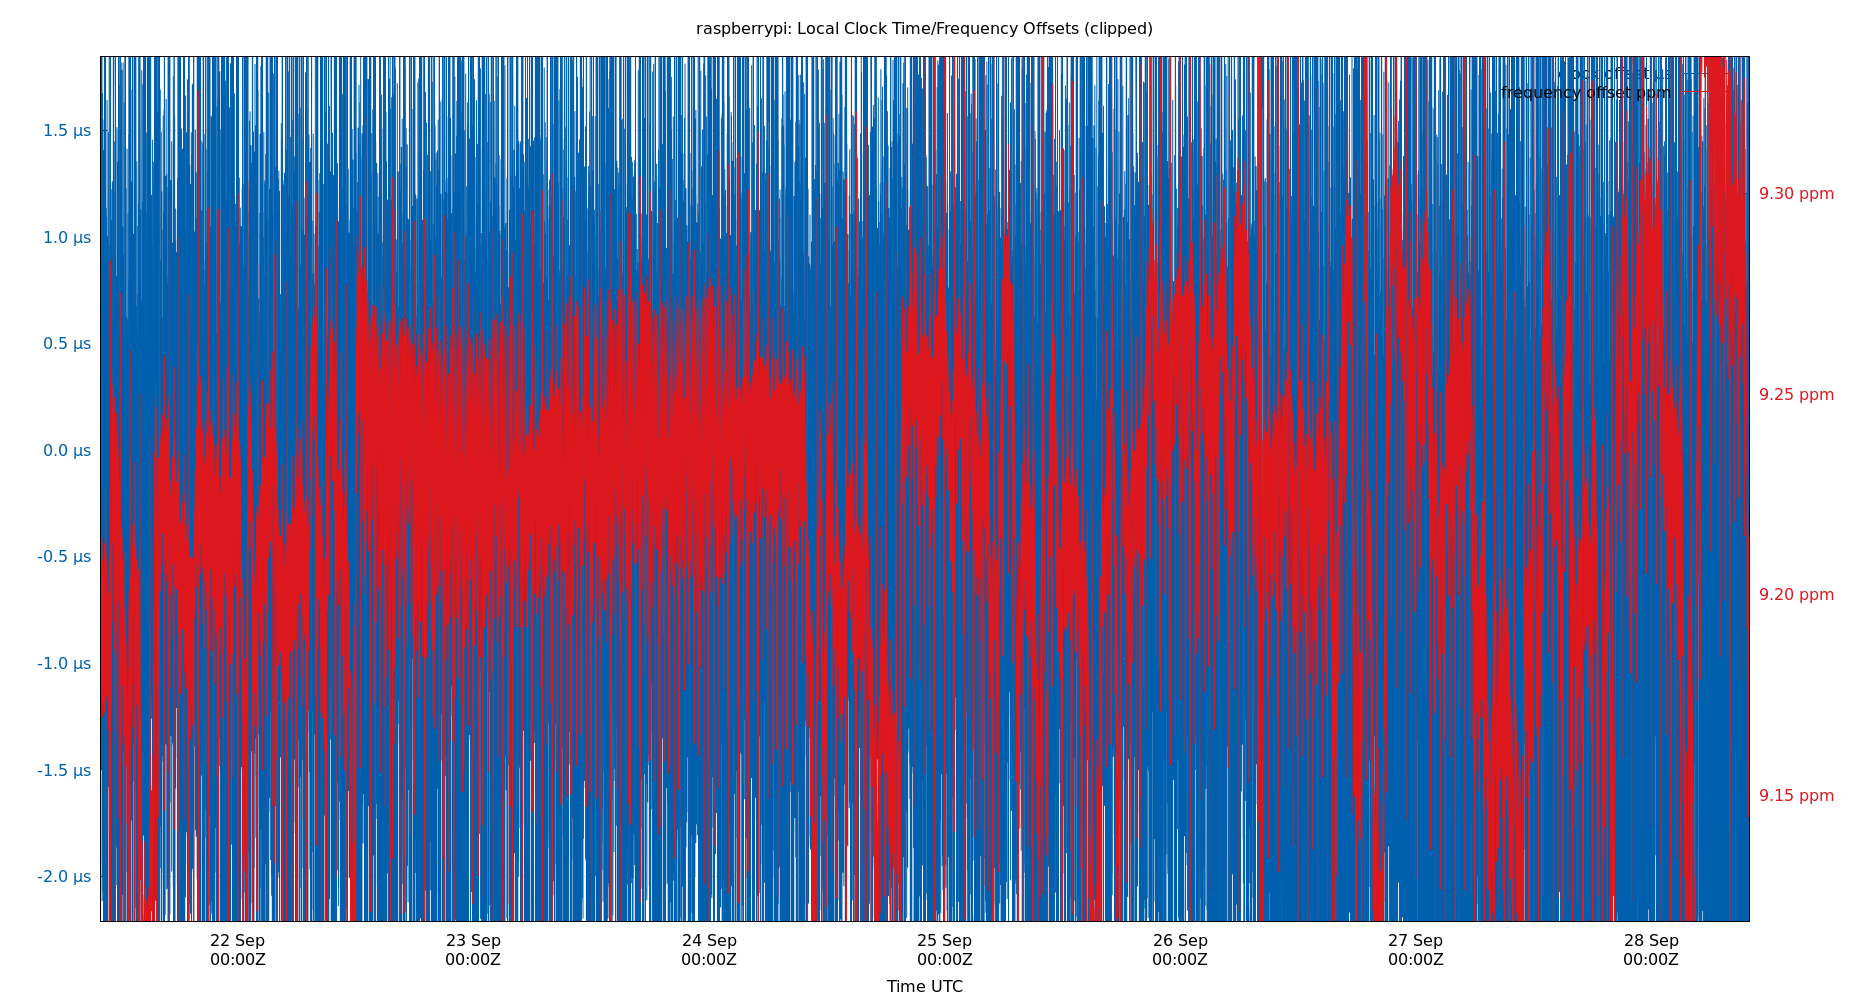 raspberrypi: Local Clock Time/Frequency Offsets (clipped)
clock offset µs
frequency offset ppm
1.5 µs
1.0 µs
0.5 µs
0.0 µs
-0.5 µs
-1.0 µs
-1.5 µs
-2.0 µs
9.30 ppm
9.25 ppm
9.20 ppm
9.15 ppm
22 Sep 23 Sep 24 Sep 25 Sep 26 Sep 27 Sep 28 Sep
00:00Z 00:00Z 00:00Z 00:00Z 00:00Z 00:00Z 00:00Z
Time UTC